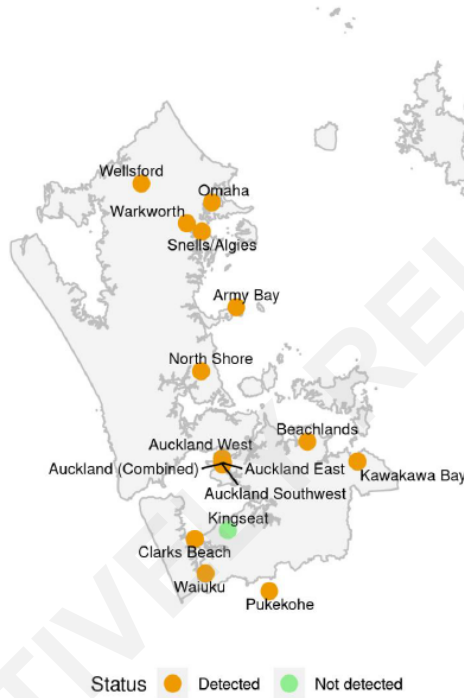 Wellsford
Omaha
Warkworth
Snells/Algies
Army Bay
North Shore
Beachlands
Auckland West
Auckland (Combined)
Auckland East
Kawakawa Bay
Auckland Southwest
Kingseat
Clarks Beach
Waiuku
Pukekohe
Status Detected Not detected